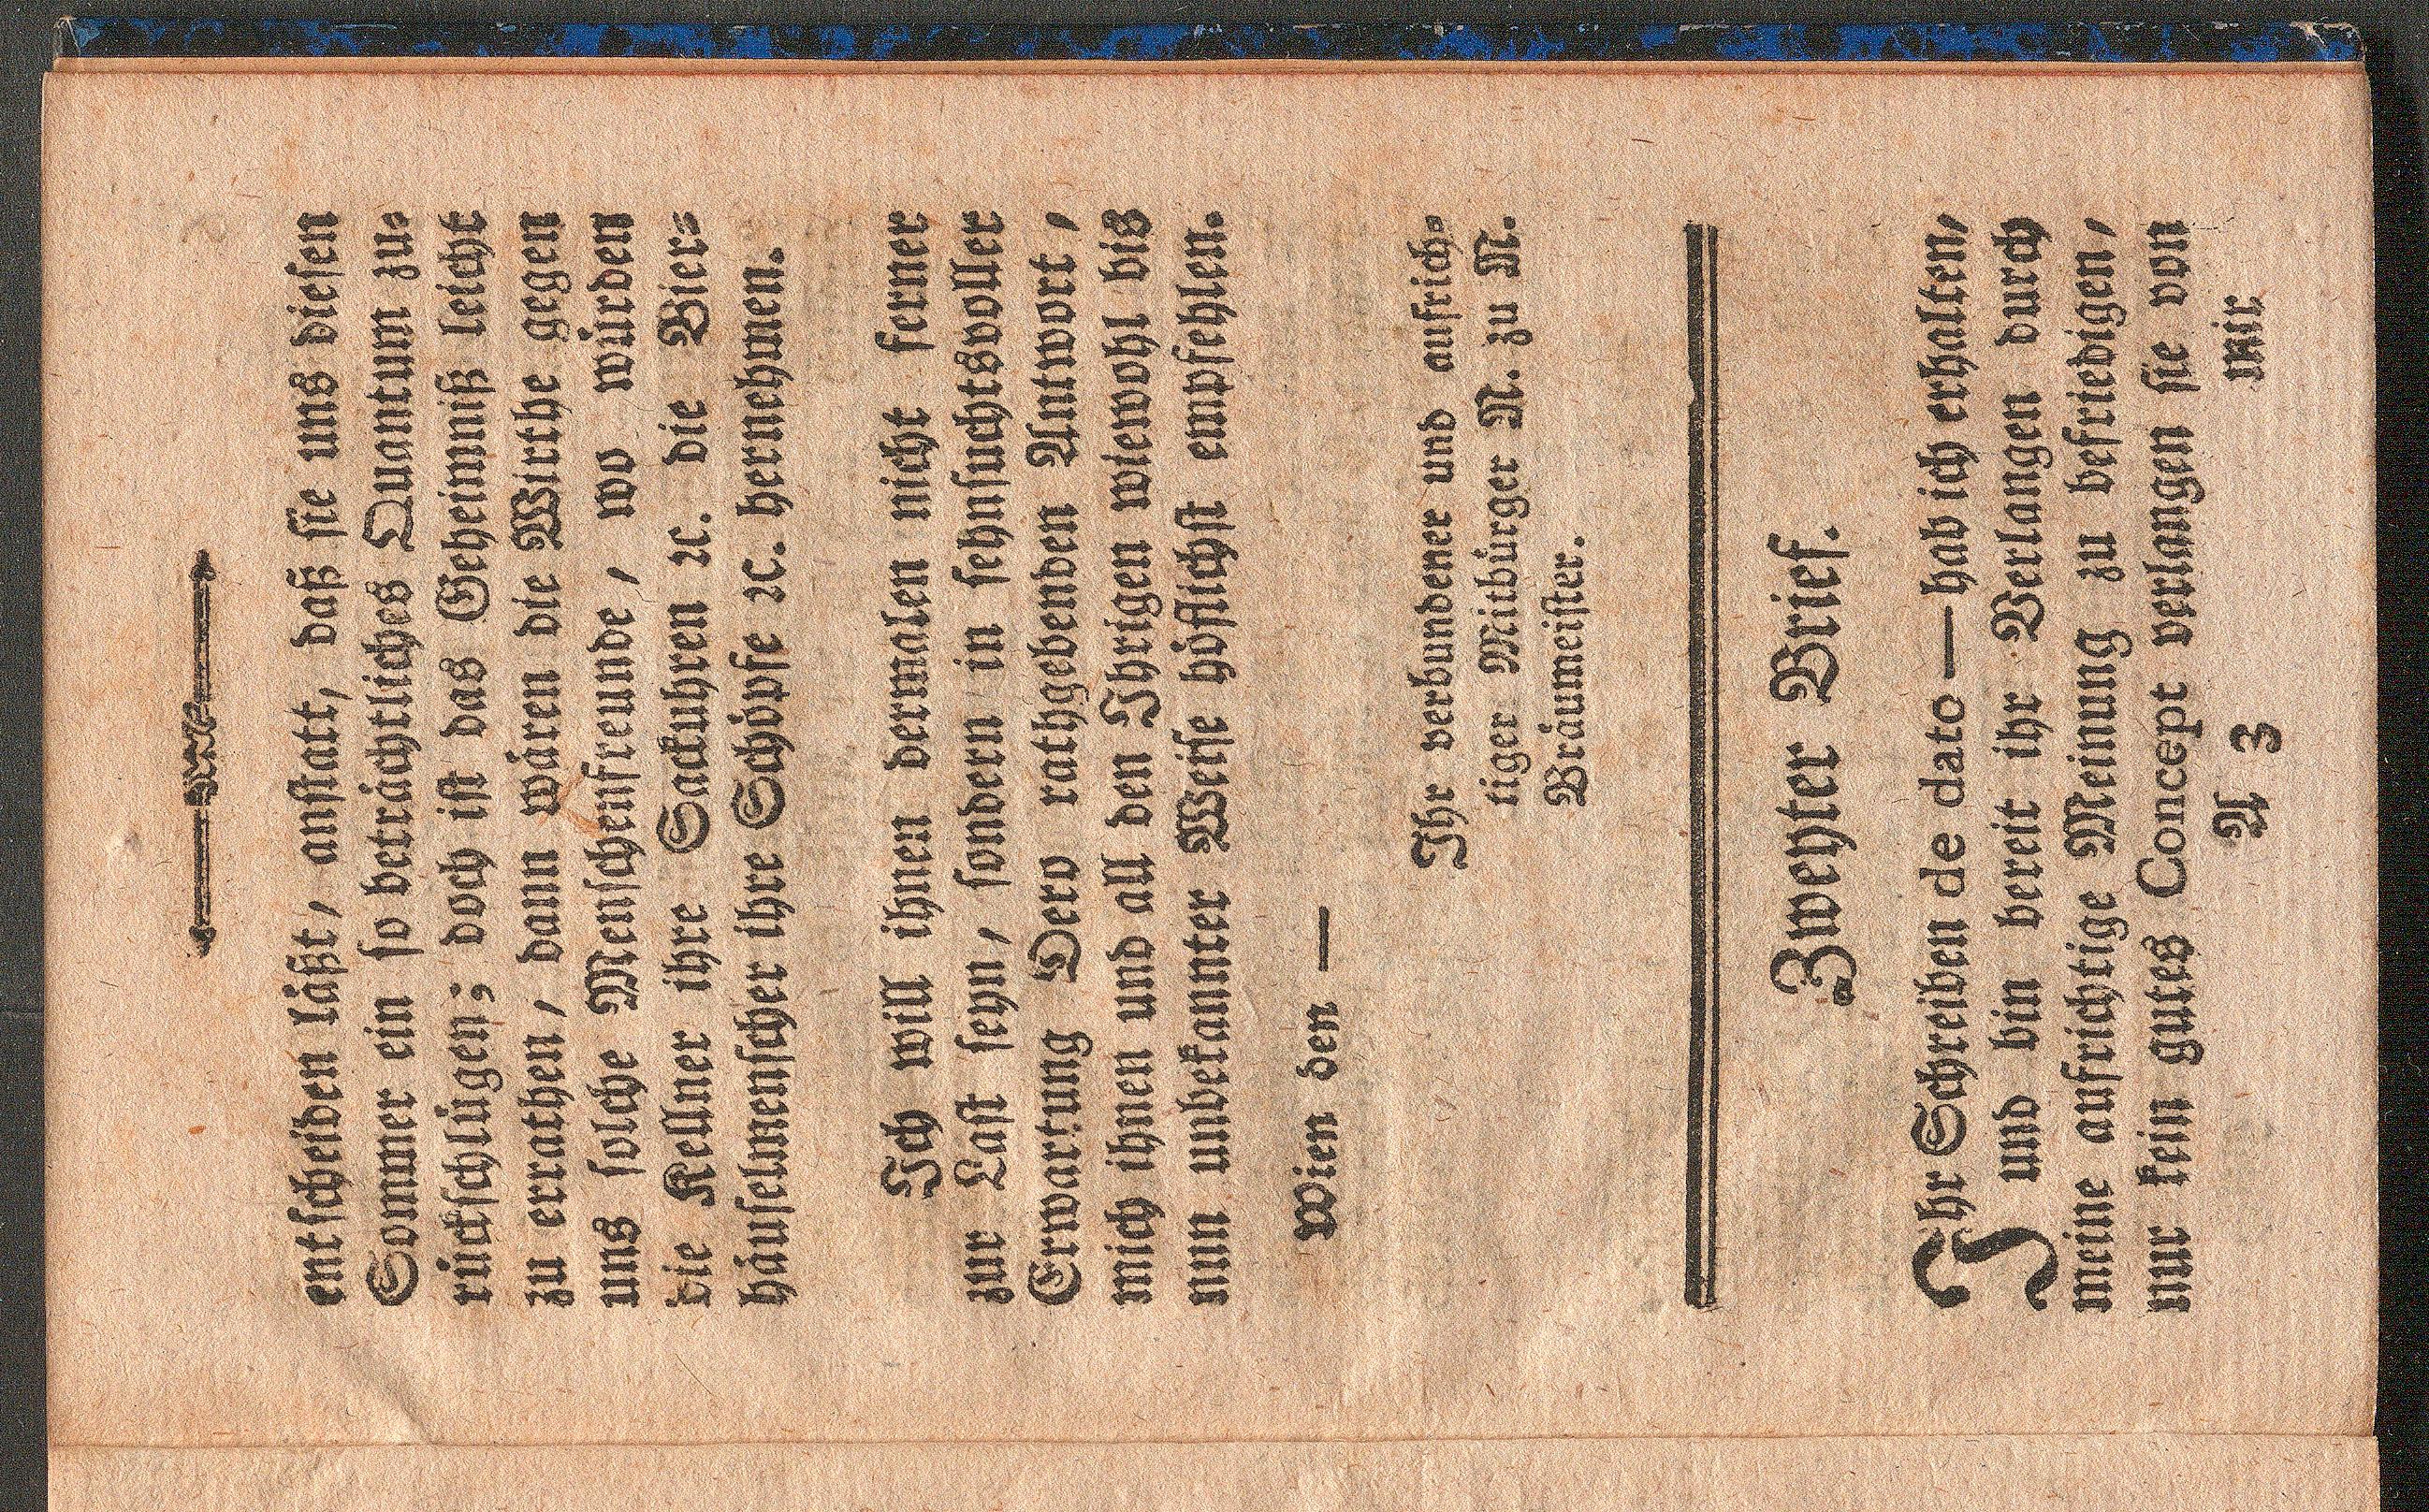 entscheiden läßt, anstatt, daß sie uns diesen
Sommer ein so beträchtliches Quantum zu-
rückschlügen; doch ist das Geheimniß leicht
zu errathen, dann wären die Wirthe gegen
uns solche Menschenfreunde, wo würden
die Kellner ihre Sackuhren ꝛc. die Bier-
häuselmenscher ihre Schöpfe ꝛc. hernehmen.
Ich will ihnen dermalen nicht ferner
zur Last seyn, sondern in sehnsuchtsvoller
Erwartung Dero rathgebenden Antwort,
mich ihnen und all den Ihrigen wiewohl bis
nun unbekannter Weise höflichst empfehlen.
Wien den —
Ihr verbundener und aufrich-
tiger Mitbürger N. zu N.
Bräumeister.
Zweyter Brief.
Ihr Schreiben de dato — hab ich erhalten,
und bin bereit ihr Verlangen durch
meine aufrichtige Meinung zu befriedigen,
nur kein gutes Concept verlangen sie von
A 3 mir